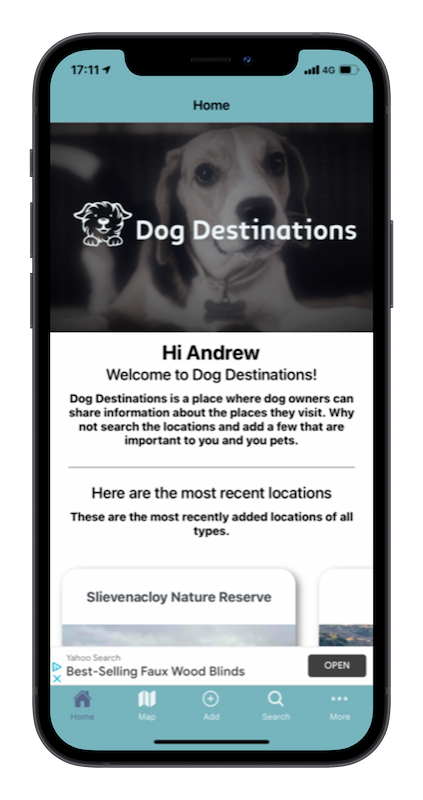 17:11 4G
Home
Dog Destinations
Hi Andrew
Welcome to Dog Destinations!
Dog Destinations is a place where dog owners can
share information about the places they visit. Why
not search the locations and add a few that are
important to you and you pets.
Here are the most recent locations
These are the most recently added locations of all
types.
Slievenacloy Nature Reserve
Yahoo Search
Best-Selling Faux Wood Blinds
OPEN
Home Map Add Search More